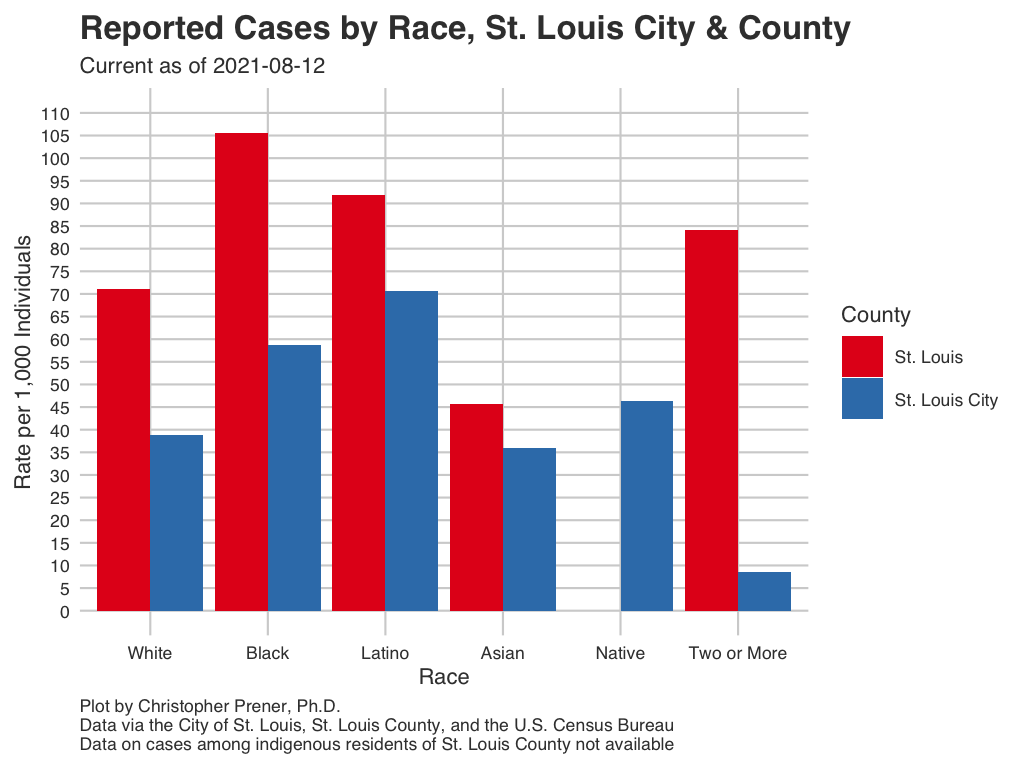 Reported Cases by Race, St. Louis City & County
Current as of 2021-08-12
Rate per 1,000 Individuals
110
105
100
95
90
85
80
75
70
65
60
55
50
45
40
35
30
25
20
15
10
5
0
White Black Latino Asian Native Two or More
Race
County
St. Louis
St. Louis City
Plot by Christopher Prener, Ph.D.
Data via the City of St. Louis, St. Louis County, and the U.S. Census Bureau
Data on cases among indigenous residents of St. Louis County not available